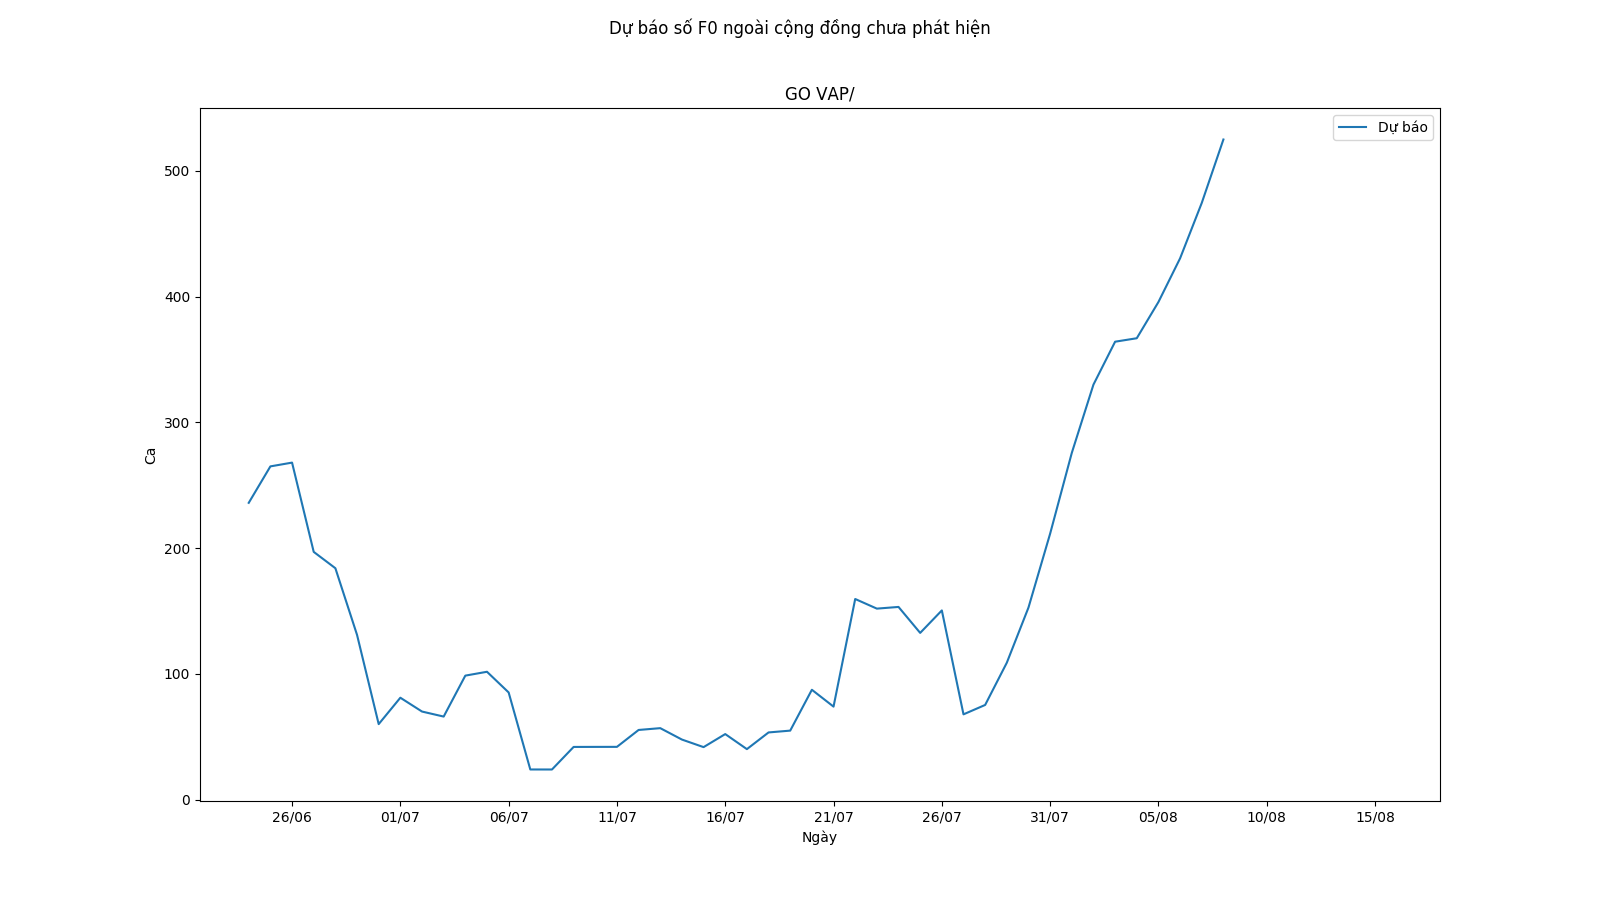 Dự báo số F0 ngoài cộng đồng chưa phát hiện
GO VAP/
Dự báo
500
400
300
200
100
0
Ca
26/06 01/07 06/07 11/07 16/07 21/07 26/07 31/07 05/08 10/08 15/08
Ngày